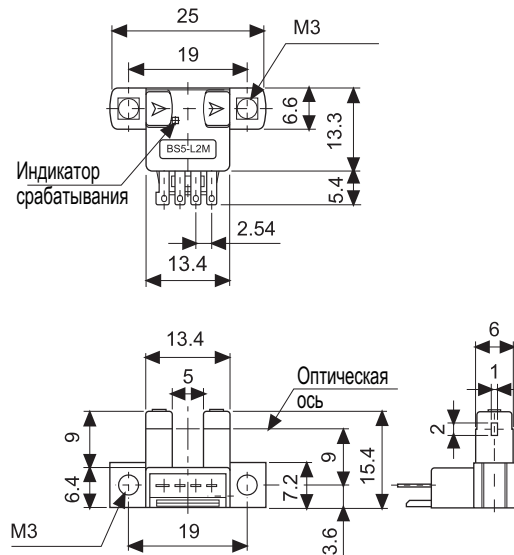 25
19
M3
6.6
13.3
5.4
BS5-L2M
Индикатор
срабатывания
2.54
13.4
13.4
5
Оптическая
ось
6
1
2
9
6.4
9
15.4
7.2
3.6
M3
19